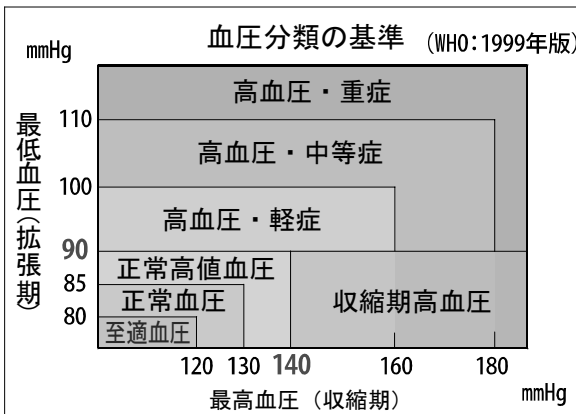 血圧分類の基準 (WHO:1999年版)
mmHg
高血圧・重症
110
高血圧・中等症
100
高血圧・軽症
90
正常高値血圧
85
正常血圧
収縮期高血圧
80
至適血圧
最低血圧(拡張期)
120 130 140 160 180
最高血圧(収縮期)
mmHg